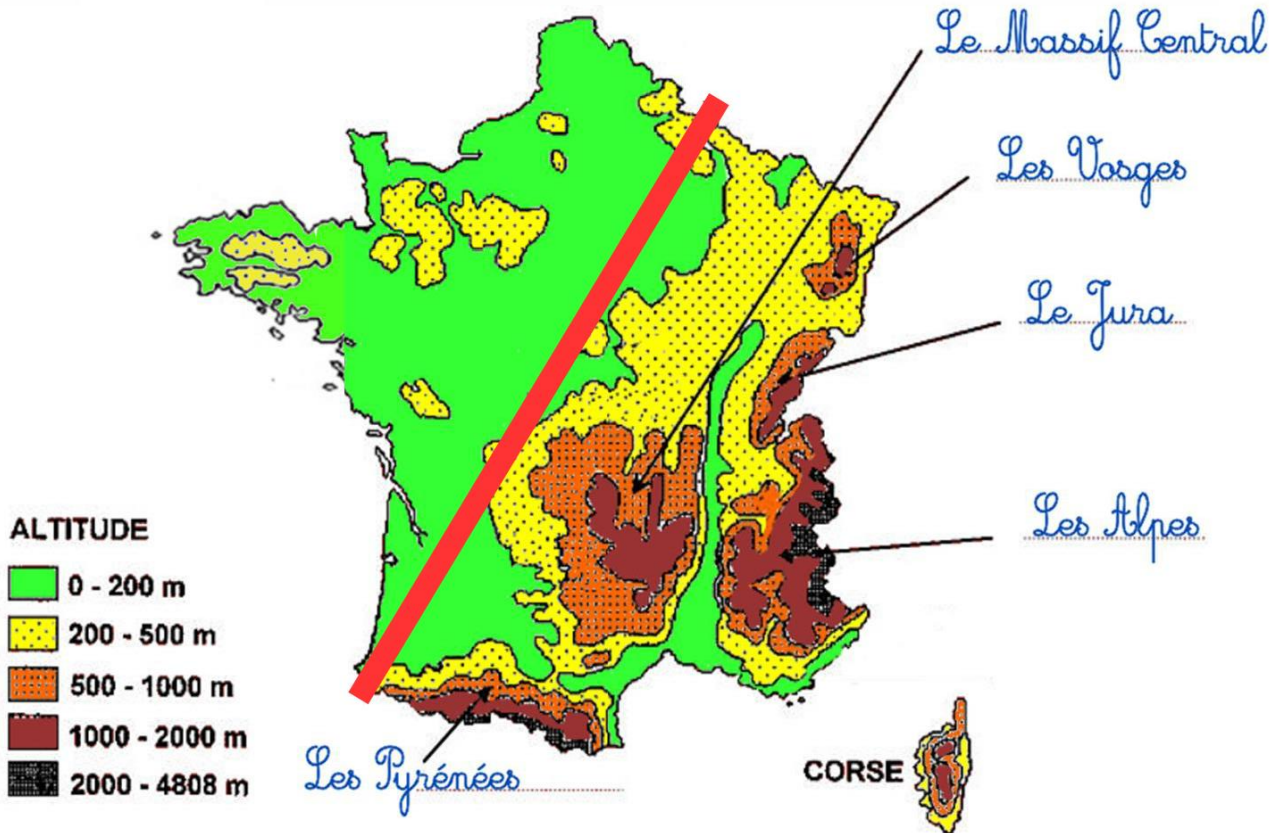 Le Massif Central
Les Vosges
Le Jura
Les Alpes
ALTITUDE
0 - 200 m
200 - 500 m
500 - 1000 m
1000 - 2000 m
2000 - 4808 m
Les Pyrénées
CORSE